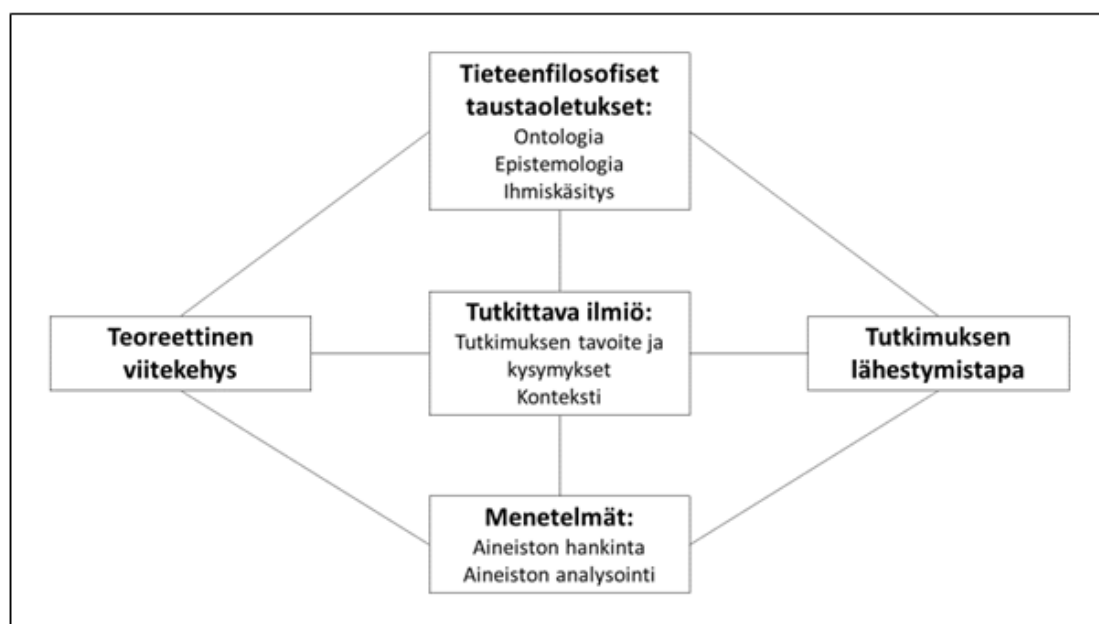 Tieteenfilosofiset
taustaoletukset:
Ontologia
Epistemologia
Ihmiskäsitys
Teoreettinen
viitekehys
Tutkittava ilmiö:
Tutkimuksen tavoite ja
kysymykset
Konteksti
Tutkimuksen
lähestymistapa
Menetelmät:
Aineiston hankinta
Aineiston analysointi